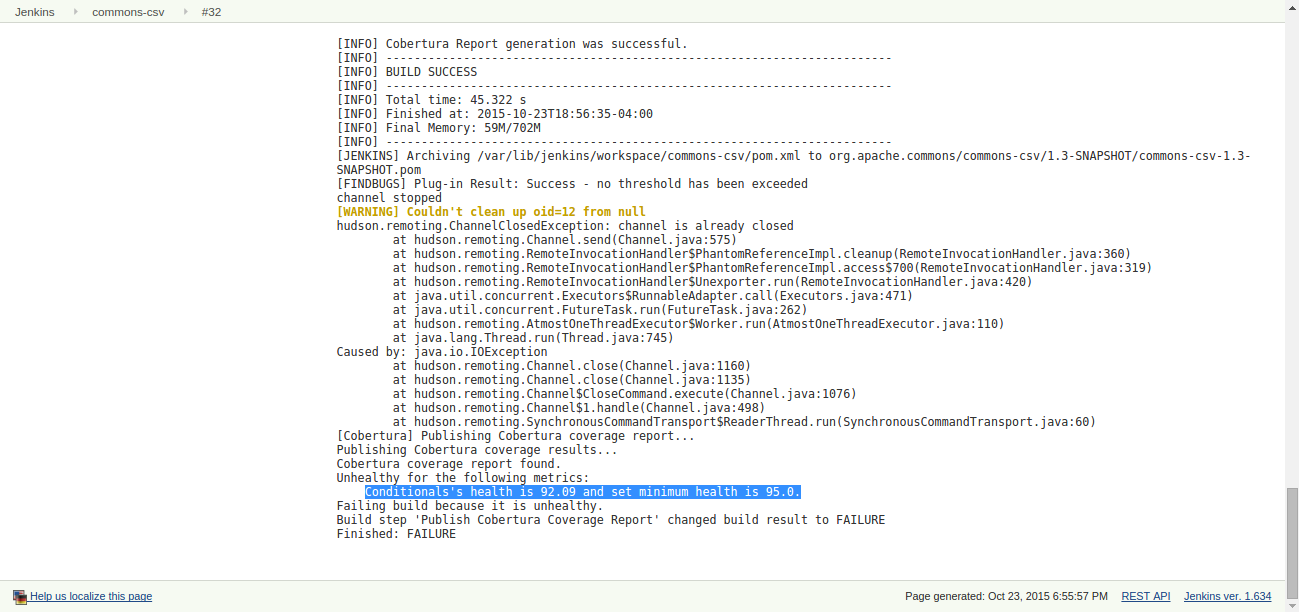 Jenkins commons-csv #32
[INFO] Cobertura Report generation was successful.
[INFO] ------------------------------------------------------------------------
[INFO] BUILD SUCCESS
[INFO] ------------------------------------------------------------------------
[INFO] Total time: 45.322 s
[INFO] Finished at: 2015-10-23T18:56:35-04:00
[INFO] Final Memory: 59M/702M
[INFO] ------------------------------------------------------------------------
[JENKINS] Archiving /var/lib/jenkins/workspace/commons-csv/pom.xml to org.apache.commons/commons-csv/1.3-SNAPSHOT/commons-csv-1.3-
SNAPSHOT.pom
[FINDBUGS] Plug-in Result: Success - no threshold has been exceeded
channel stopped
[WARNING] Couldn't clean up oid=12 from null
hudson.remoting.ChannelClosedException: channel is already closed
at hudson.remoting.Channel.send(Channel.java:575)
at hudson.remoting.RemoteInvocationHandler$PhantomReferenceImpl.cleanup(RemoteInvocationHandler.java:360)
at hudson.remoting.RemoteInvocationHandler$PhantomReferenceImpl.access$700(RemoteInvocationHandler.java:319)
at hudson.remoting.RemoteInvocationHandler$Unexporter.run(RemoteInvocationHandler.java:420)
at java.util.concurrent.Executors$RunnableAdapter.call(Executors.java:471)
at java.util.concurrent.FutureTask.run(FutureTask.java:262)
at hudson.remoting.AtmostOneThreadExecutor$Worker.run(AtmostOneThreadExecutor.java:110)
at java.lang.Thread.run(Thread.java:745)
Caused by: java.io.IOException
at hudson.remoting.Channel.close(Channel.java:1160)
at hudson.remoting.Channel.close(Channel.java:1135)
at hudson.remoting.Channel$CloseCommand.execute(Channel.java:1076)
at hudson.remoting.Channel$1.handle(Channel.java:498)
at hudson.remoting.SynchronousCommandTransport$ReaderThread.run(SynchronousCommandTransport.java:60)
[Cobertura] Publishing Cobertura coverage report...
Publishing Cobertura coverage results...
Cobertura coverage report found.
Unhealthy for the following metrics:
Conditionals's health is 92.09 and set minimum health is 95.0.
Failing build because it is unhealthy.
Build step 'Publish Cobertura Coverage Report' changed build result to FAILURE
Finished: FAILURE
Help us localize this page Page generated: Oct 23, 2015 6:55:57 PM REST API Jenkins ver. 1.634